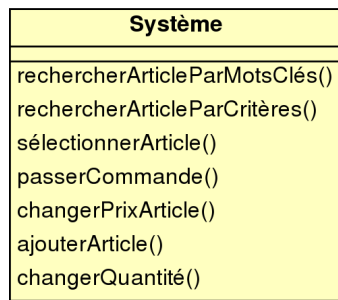 Système
rechercherArticleParMotsClés()
rechercherArticleParCritères()
sélectionnerArticle()
passerCommande()
changerPrixArticle()
ajouterArticle()
changerQuantité()